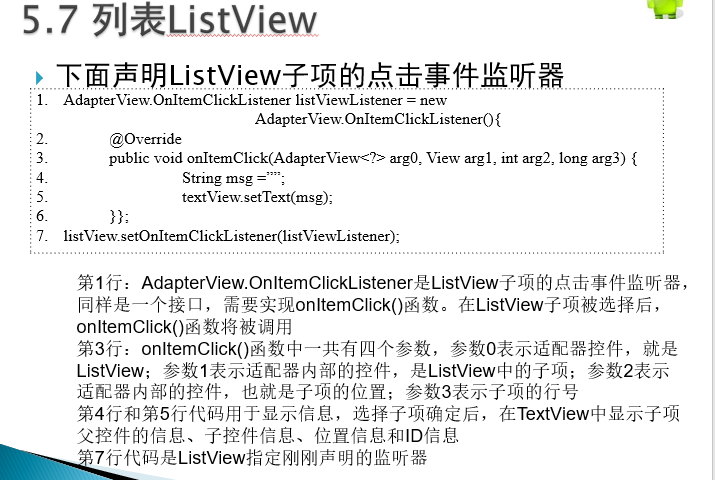 5.7 列表ListView
下面声明ListView子项的点击事件监听器
1. AdapterView.OnItemClickListener listViewListener = new
AdapterView.OnItemClickListener(){
2. @Override
3. public void onItemClick(AdapterView<?> arg0, View arg1, int arg2, long arg3) {
4. String msg =””;
5. textView.setText(msg);
6. }};
7. listView.setOnItemClickListener(listViewListener);
第1行：AdapterView.OnItemClickListener是ListView子项的点击事件监听器，
同样是一个接口，需要实现onItemClick()函数。在ListView子项被选择后，
onItemClick()函数将被调用
第3行：onItemClick()函数中一共有四个参数，参数0表示适配器控件，就是
ListView；参数1表示适配器内部的控件，是ListView中的子项；参数2表示
适配器内部的控件，也就是子项的位置；参数3表示子项的行号
第4行和第5行代码用于显示信息，选择子项确定后，在TextView中显示子项
父控件的信息、子控件信息、位置信息和ID信息
第7行代码是ListView指定刚刚声明的监听器